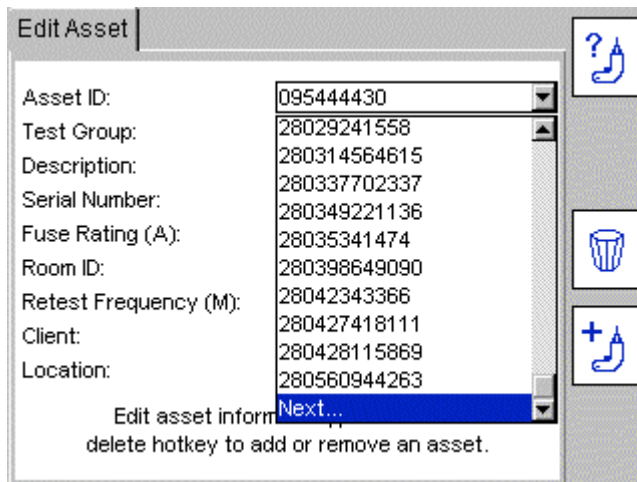 Edit Asset
?
Asset ID: 095444430
Test Group: 28029241558
Description: 280314564615
Serial Number: 280337702337
280349221136
Fuse Rating (A): 28035341474
Room ID: 280398649090
Retest Frequency (M): 28042343366
Client: 280427418111
280428115869
Location: 280560944263
Next...
Edit asset inform
delete hotkey to add or remove an asset.
+